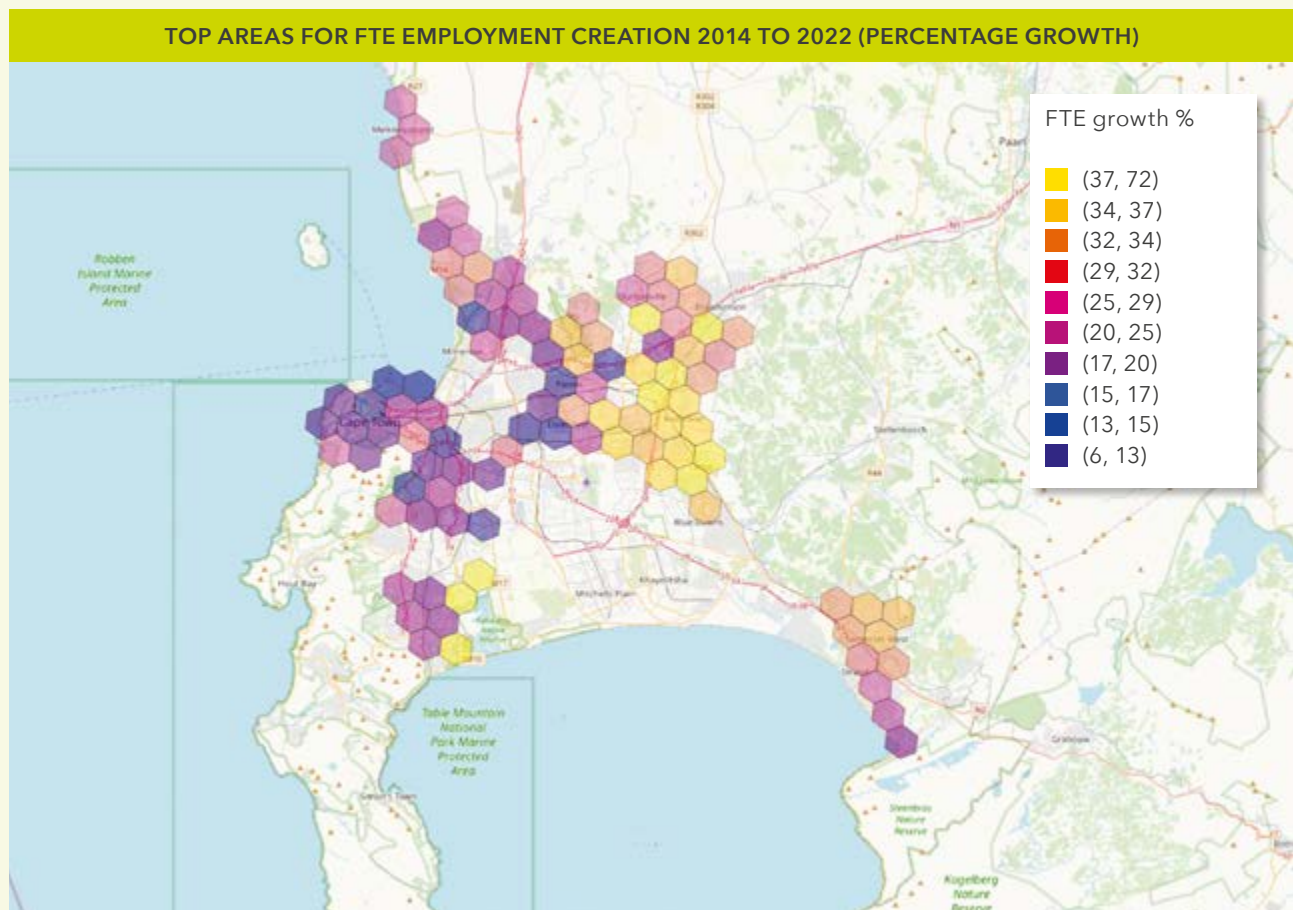 TOP AREAS FOR FTE EMPLOYMENT CREATION 2014 TO 2022 (PERCENTAGE GROWTH)
FTE growth %
(37, 72)
(34, 37)
(32, 34)
(29, 32)
(25, 29)
(20, 25)
(17, 20)
(15, 17)
(13, 15)
(6, 13)
Paarl
N1
Robben
Island Marine
Protected
Area
Cape Town
Stellenbosch
Hout Bay
Khayelitsha
Mitchells Plain
Table Mountain
National
Park Marine
Protected
Area
Simon's Town
N2
Grabouw
Steenbras
Nature
Reserve
Kogelberg
Nature
Reserve